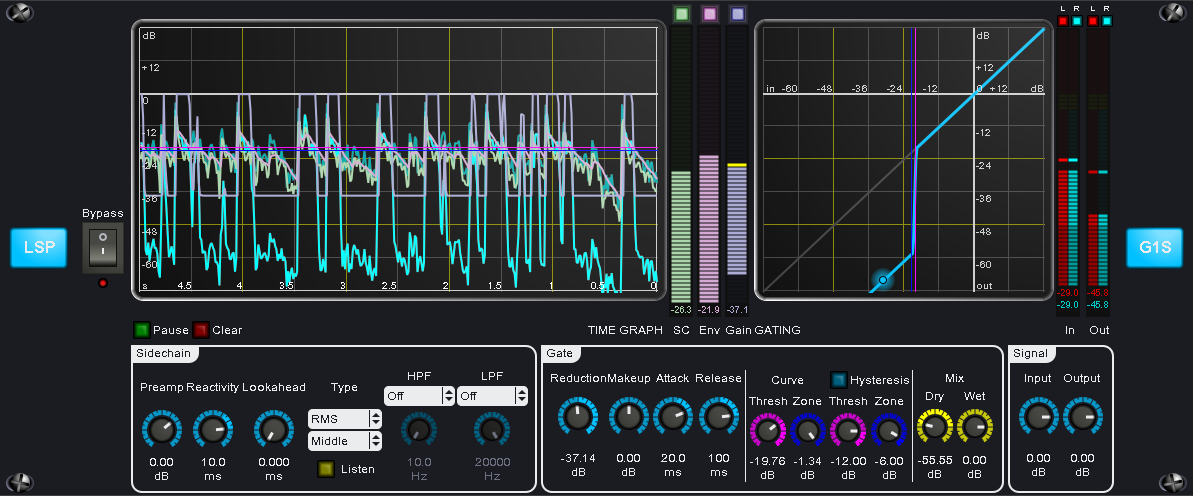 L R L R
dB
+12
0
-12
-24
-36
-48
-60
s 4.5 4 3.5 3 2.5 2 1.5 1 0.5 0
dB
+12
in -60 -48 -36 -24 -12 0 +12 dB
-12
-24
-36
-48
-60
out
Bypass
LSP
G1S
-26.3 -21.9 -37.1
-29.0 -45.8
-29.0 -45.8
Pause Clear
TIME GRAPH SC Env Gain GATING
In Out
Sidechain
Preamp Reactivity Lookahead
Type
HPF LPF
Off Off
RMS
Middle
Listen
0.00 10.0 0.000 10.0 20000
dB ms ms Hz Hz
Gate
Reduction Makeup Attack Release
Curve Hysteresis Mix
Thresh Zone Thresh Zone Dry Wet
-37.14 0.00 20.0 100
dB dB ms ms
-19.76 -1.34 -12.00 -6.00 -55.55 0.00
dB dB dB dB dB dB
Signal
Input Output
0.00 0.00
dB dB